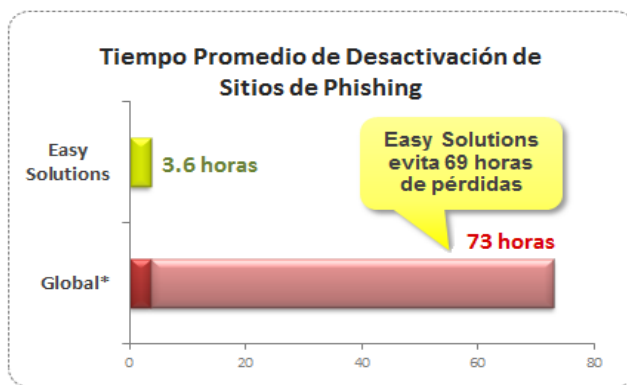 Tiempo Promedio de Desactivación de
Sitios de Phishing
Easy
Solutions
3.6 horas
Easy Solutions
evita 69 horas
de pérdidas
73 horas
Global*
0
20
40
60
80